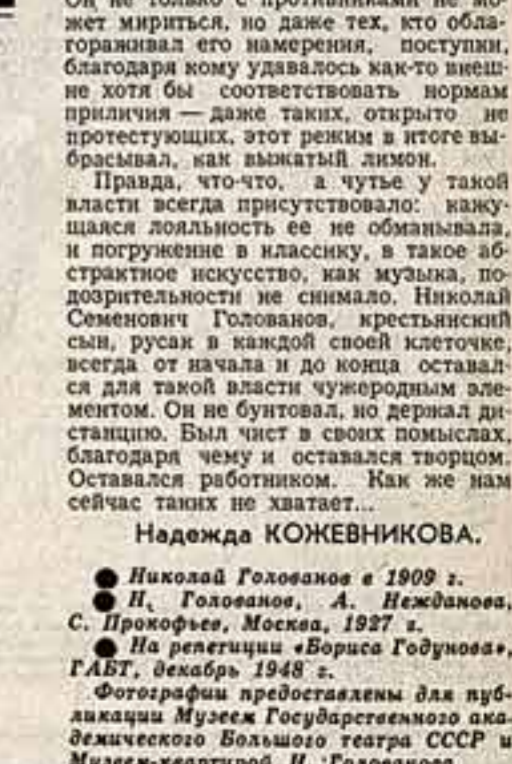 Он не только с противниками не мо-
жет мириться, но даже тех, кто обла-
гораживал его намерения, поступки,
благодаря кому удавалось как-то внеш-
не хотя бы соответствовать нормам
приличия — даже таких, открыто не
протестующих, этот режим в итоге вы-
брасывал, как выжатый лимон.
Правда, что-что, а чутье у такой
власти всегда присутствовало: кажу-
щаяся лояльность ее не обманывала,
и погружение в классику, в такое аб-
страктное искусство, как музыка, по-
дозрительности не снимало. Николай
Семенович Голованов, крестьянский
сын, русак в каждой своей клеточке,
всегда от начала и до конца оставал-
ся для такой власти чужеродным эле-
ментом. Он не бунтовал, но держал ди-
станцию. Был чист в своих помыслах,
благодаря чему и оставался творцом.
Оставался работником. Как же нам
сейчас таких не хватает...
Надежда КОЖЕВНИКОВА.
● Николай Голованов в 1909 г.
● Н. Голованов, А. Нежданова,
С. Прокофьев, Москва, 1927 г.
● На репетиции «Бориса Годунова»,
ГАБТ, декабрь 1948 г.
Фотографии предоставлены для пуб-
ликации Музеем Государственного ака-
демического Большого театра СССР и
Музеем-квартирой Н. Голованова